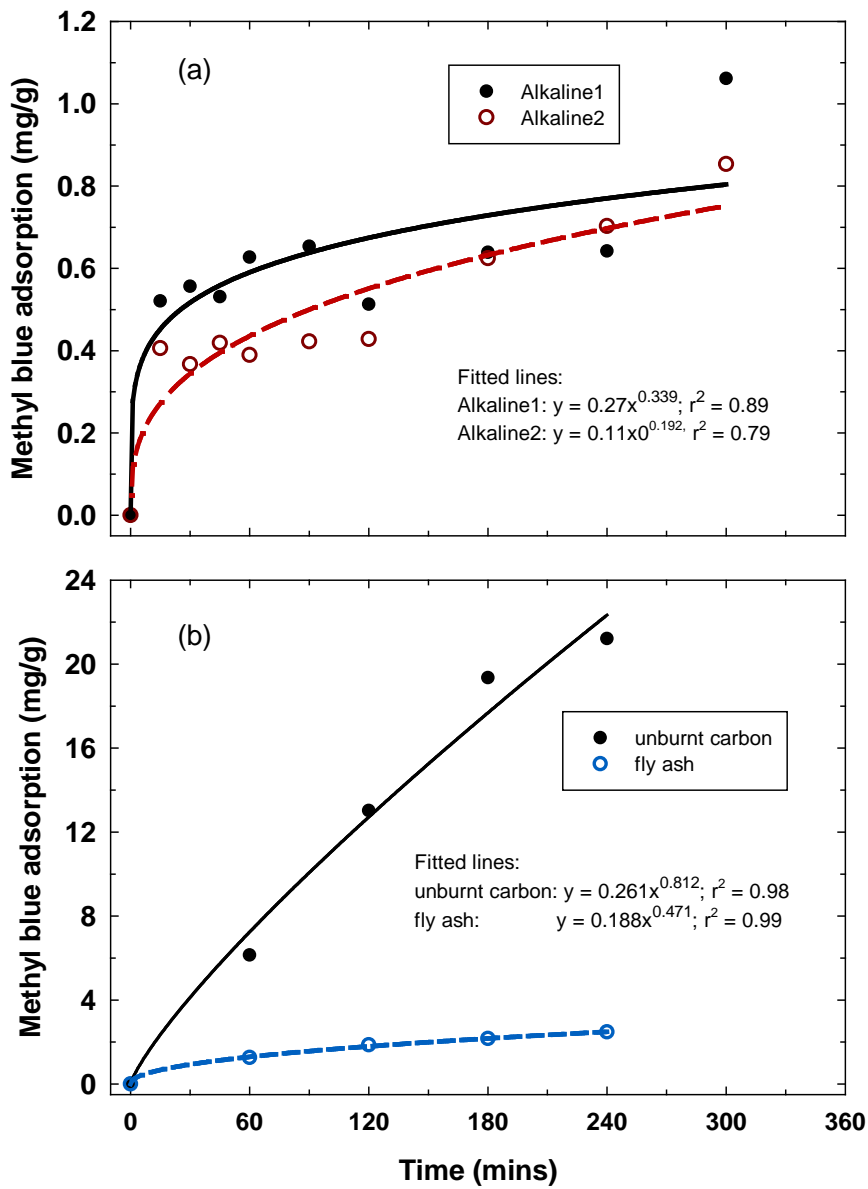 1.2
(a)
1.0
Alkaline1
Alkaline2
0.8
0.6
0.4
Fitted lines:
Alkaline1: y = 0.27x^0.339; r^2 = 0.89
Alkaline2: y = 0.11x0^0.192, r^2 = 0.79
0.2
0.0
Methyl blue adsorption (mg/g)
24
(b)
20
16
unburnt carbon
fly ash
12
Fitted lines:
unburnt carbon: y = 0.261x^0.812; r^2 = 0.98
fly ash: y = 0.188x^0.471; r^2 = 0.99
8
4
0
Methyl blue adsorption (mg/g)
0 60 120 180 240 300 360
Time (mins)